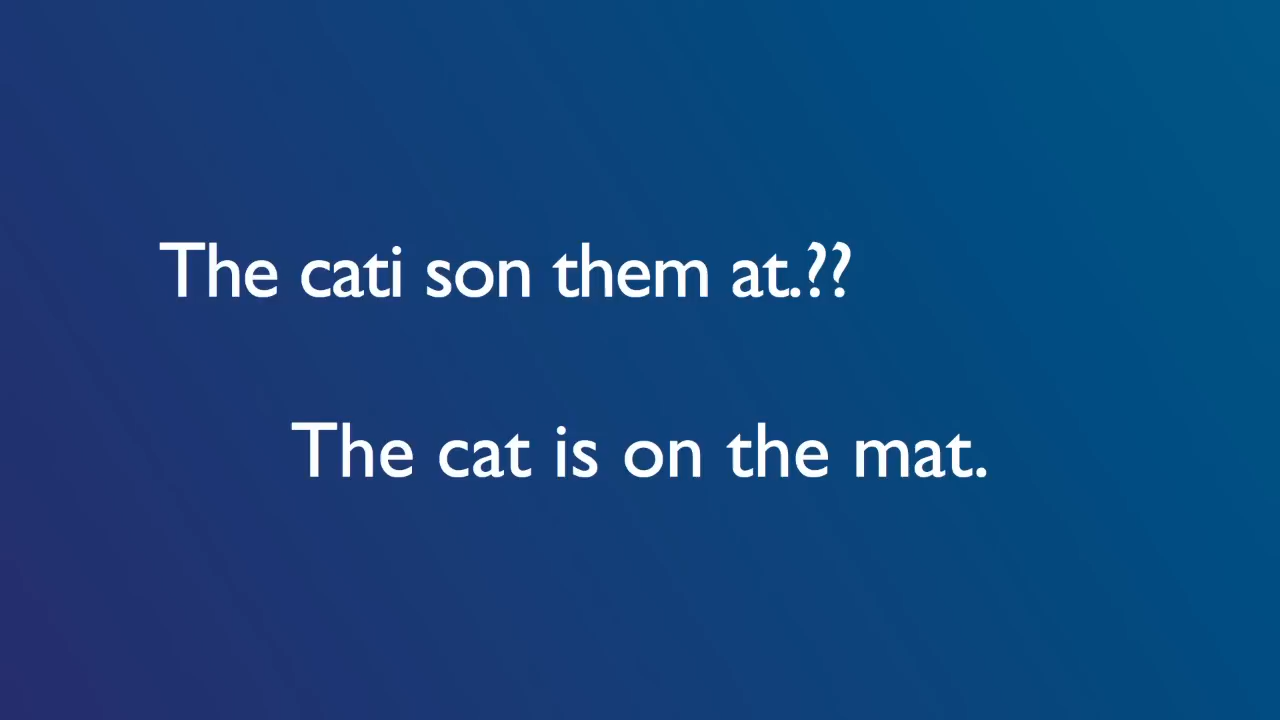 The cati son them at.??
The cat is on the mat.